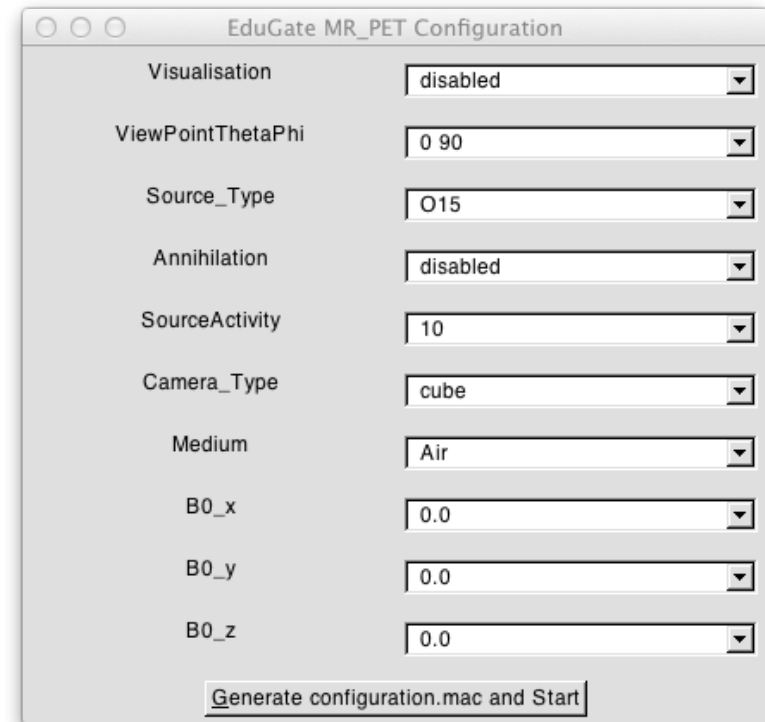 EduGate MR_PET Configuration
Visualisation disabled
ViewPointThetaPhi 0 90
Source_Type O15
Annihilation disabled
SourceActivity 10
Camera_Type cube
Medium Air
B0_x 0.0
B0_y 0.0
B0_z 0.0
Generate configuration.mac and Start